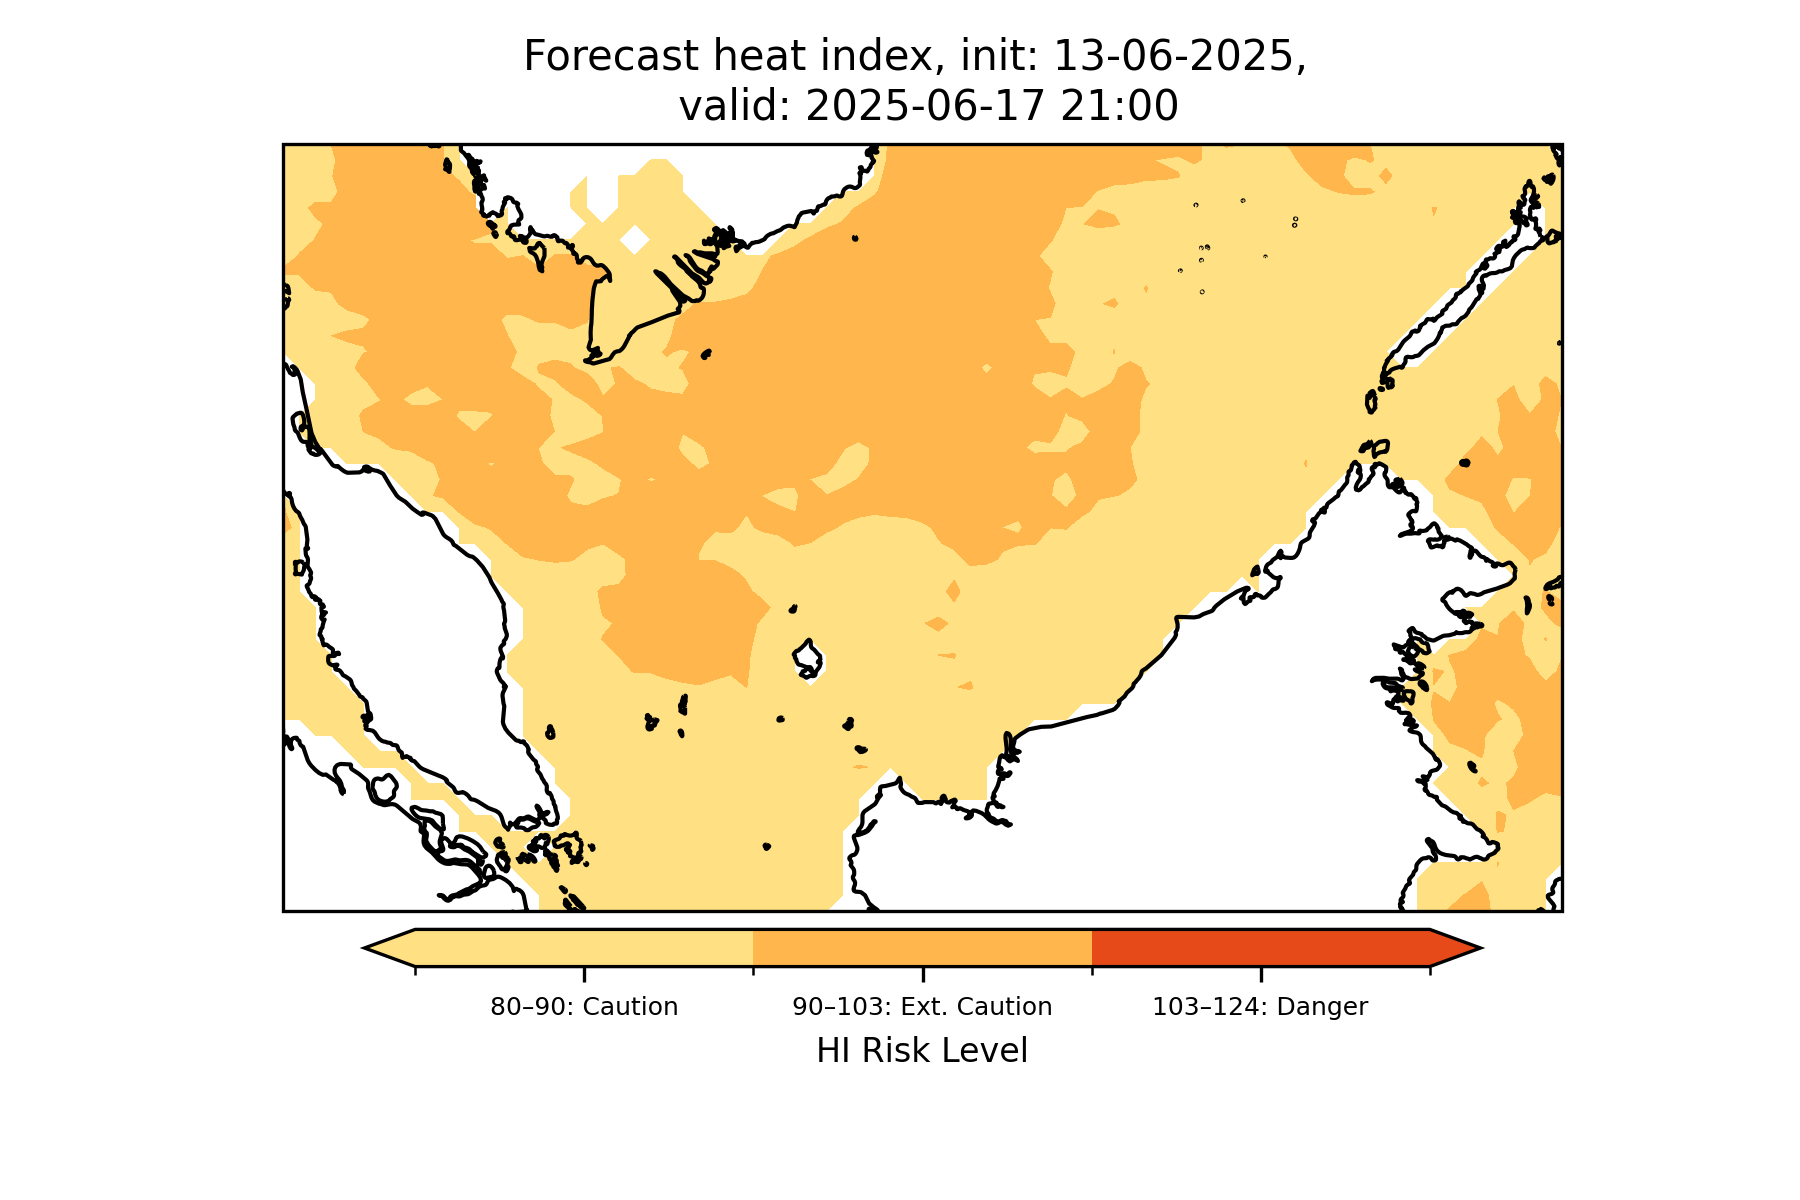 Forecast heat index, init: 13-06-2025,
valid: 2025-06-17 21:00
80–90: Caution
90–103: Ext. Caution
103–124: Danger
HI Risk Level